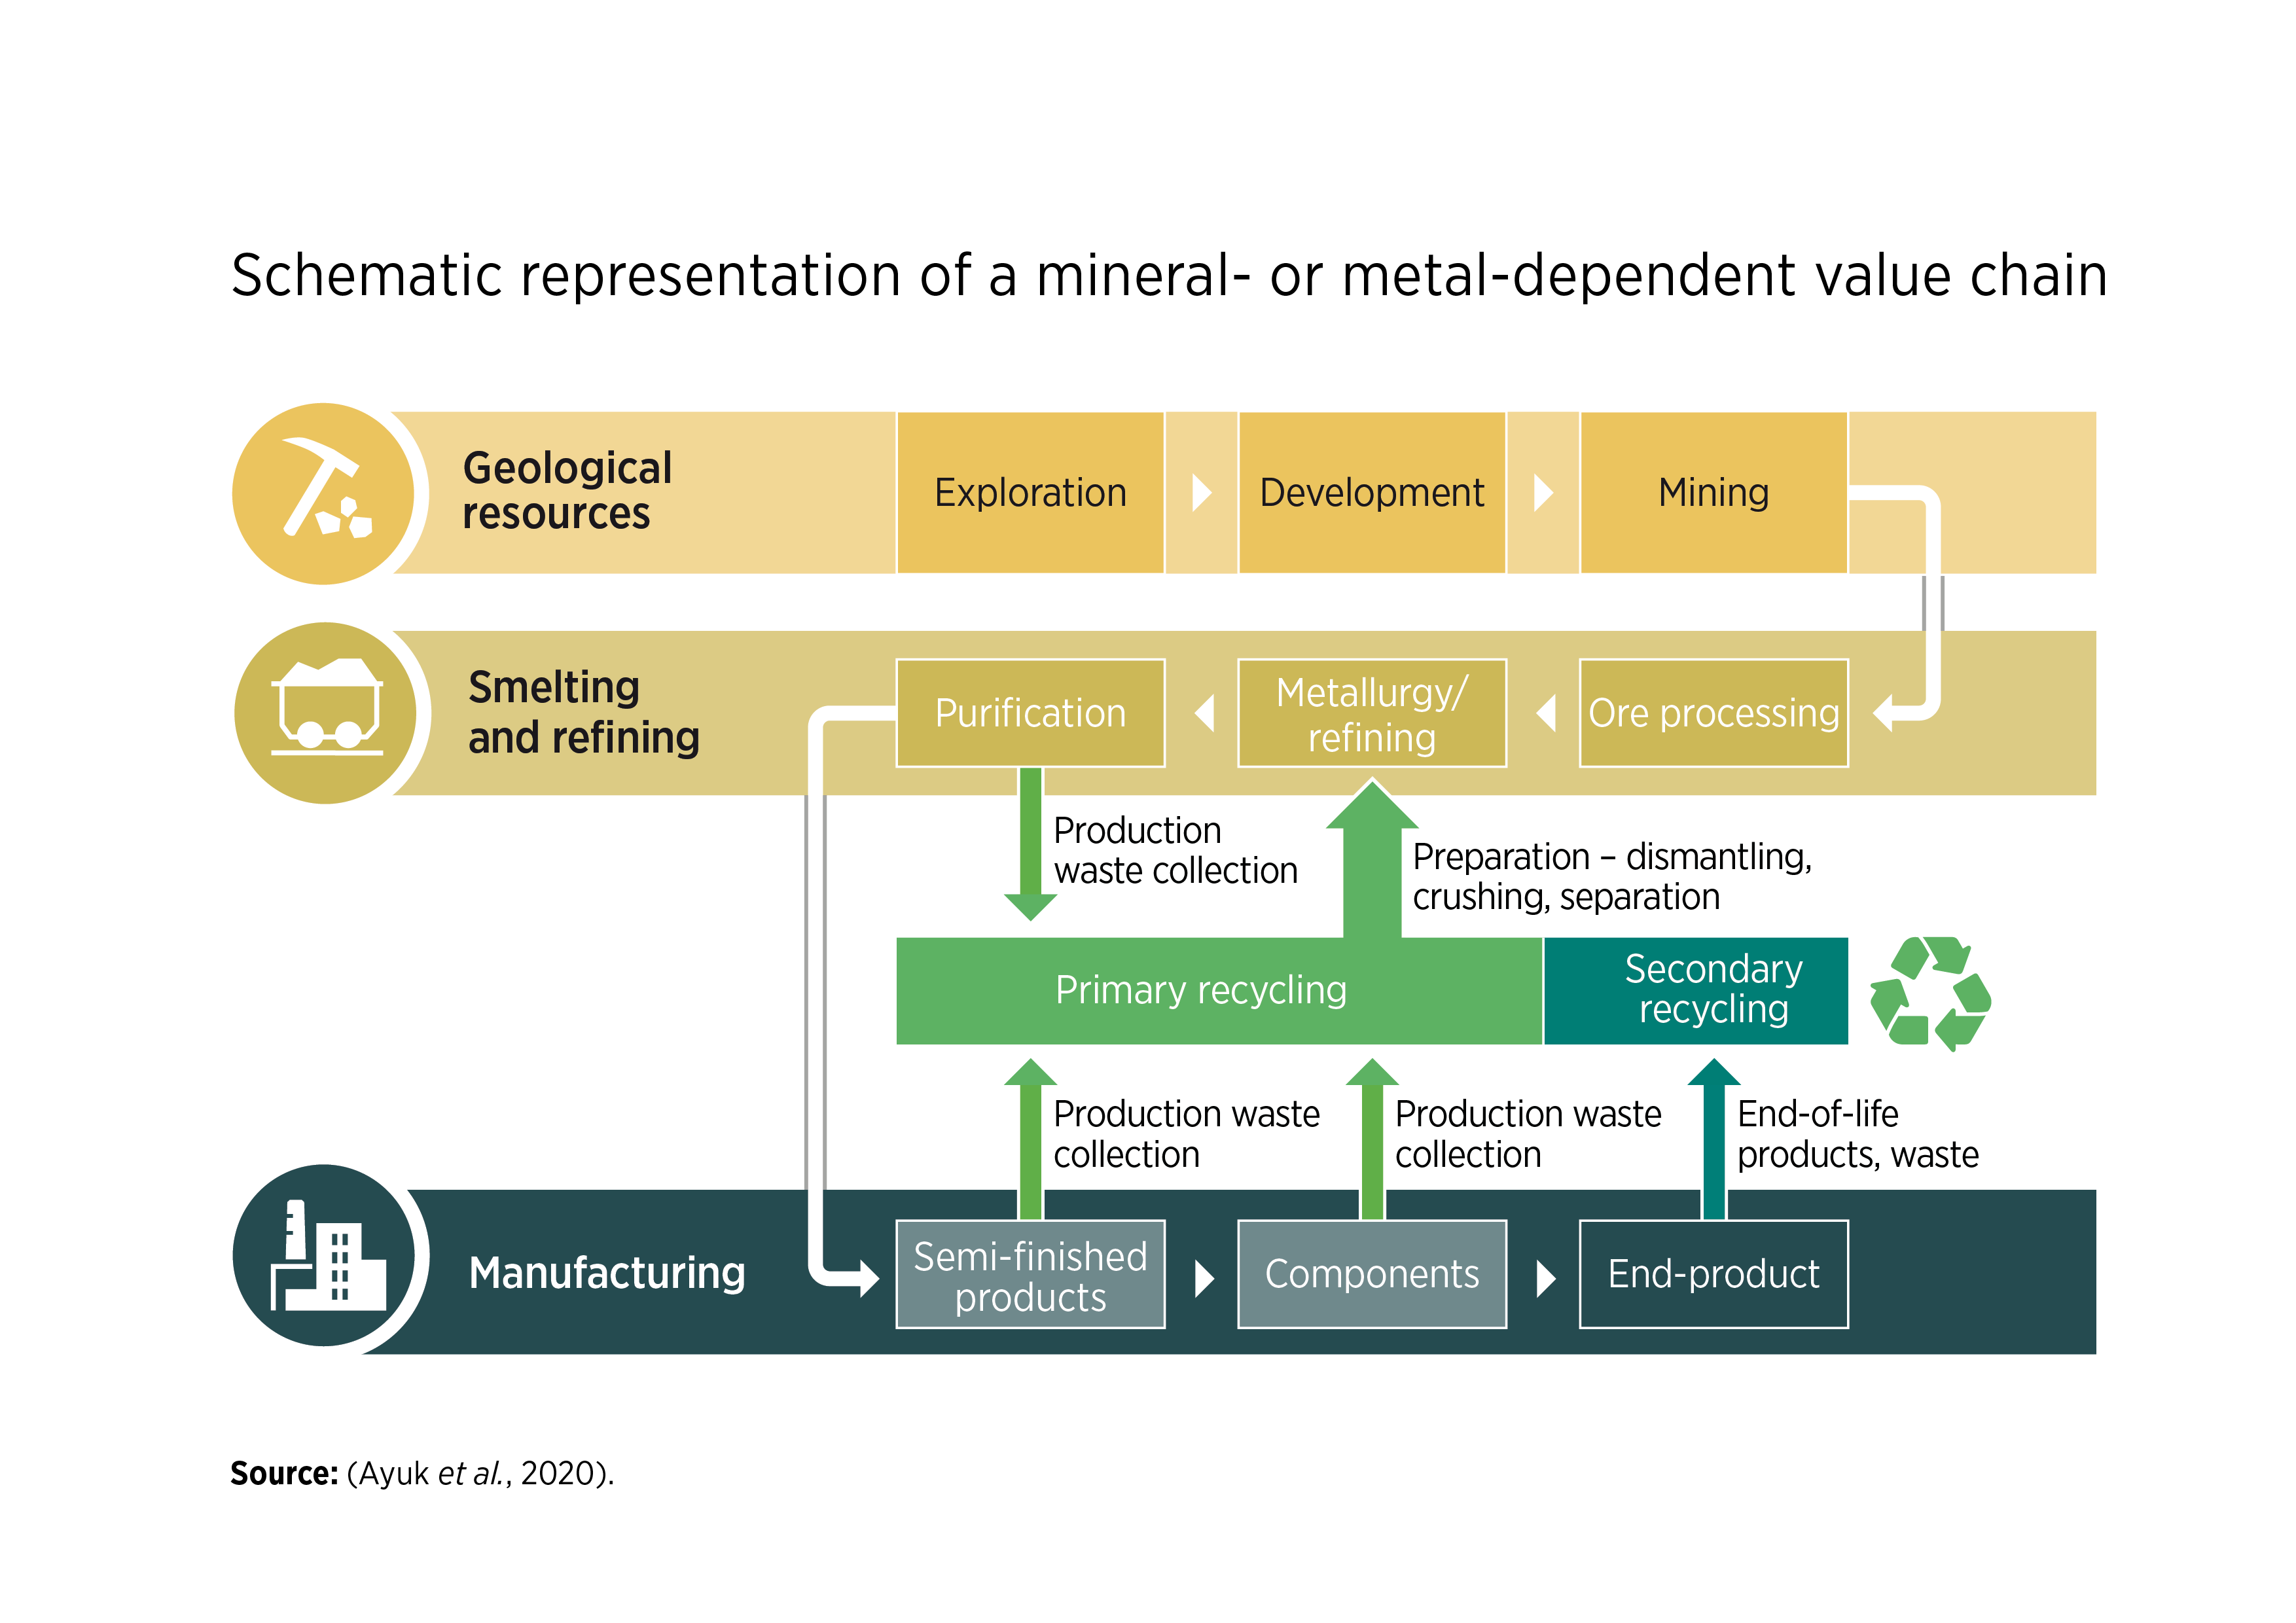 Schematic representation of a mineral- or metal-dependent value chain
Geological
resources
Exploration
Development
Mining
Smelting
and refining
Purification
Metallurgy/
refining
Ore processing
Production
waste collection
Preparation – dismantling,
crushing, separation
Primary recycling
Secondary
recycling
Production waste
collection
Production waste
collection
End-of-life
products, waste
Manufacturing
Semi-finished
products
Components
End-product
Source: (Ayuk et al., 2020).